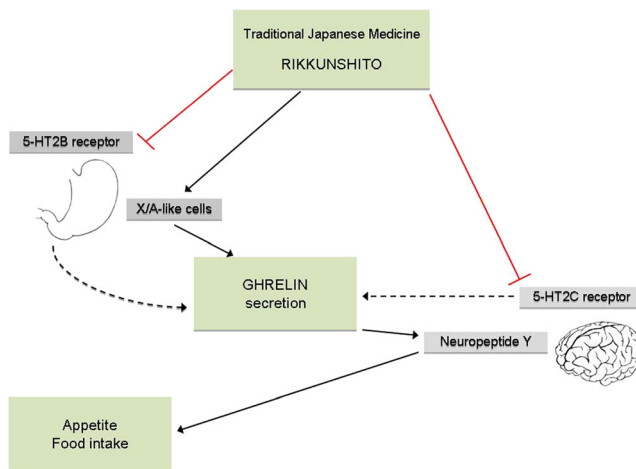 Traditional Japanese Medicine
RIKKUNSHITO
5-HT2B receptor
X/A-like cells
GHRELIN
secretion
5-HT2C receptor
Neuropeptide Y
Appetite
Food intake